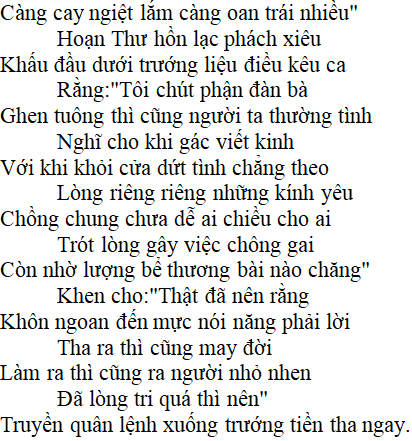 Càng cay nghiệt lắm càng oan trái nhiều"
Hoạn Thư hồn lạc phách xiêu
Khấu đầu dưới trướng liệu điều kêu ca
Rằng:"Tôi chút phận đàn bà
Ghen tuông thì cũng người ta thường tình
Nghĩ cho khi gác viết kinh
Với khi khỏi cửa dứt tình chẳng theo
Lòng riêng riêng những kính yêu
Chồng chung chưa dễ ai chiều cho ai
Trót lòng gây việc chông gai
Còn nhờ lượng bể thương bài nào chăng"
Khen cho:"Thật đã nên rằng
Khôn ngoan đến mực nói năng phải lời
Tha ra thì cũng may đời
Làm ra thì cũng ra người nhỏ nhen
Đã lòng tri quá thì nên"
Truyền quân lệnh xuống trướng tiền tha ngay.